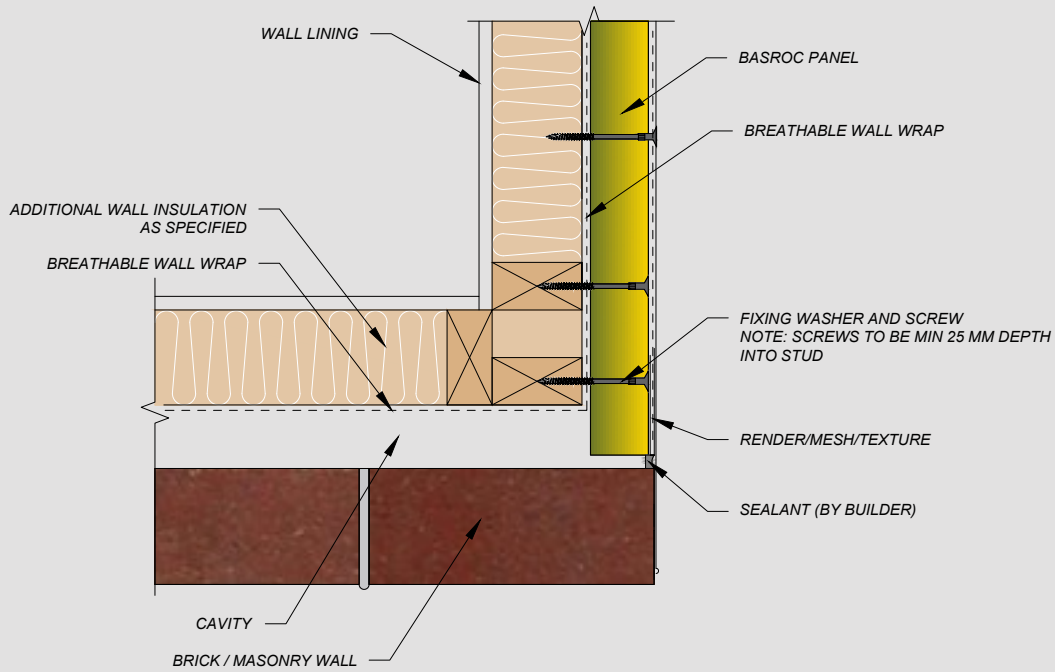 WALL LINING
BASROC PANEL
BREATHABLE WALL WRAP
ADDITIONAL WALL INSULATION
AS SPECIFIED
BREATHABLE WALL WRAP
FIXING WASHER AND SCREW
NOTE: SCREWS TO BE MIN 25 MM DEPTH
INTO STUD
RENDER/MESH/TEXTURE
SEALANT (BY BUILDER)
CAVITY
BRICK / MASONRY WALL